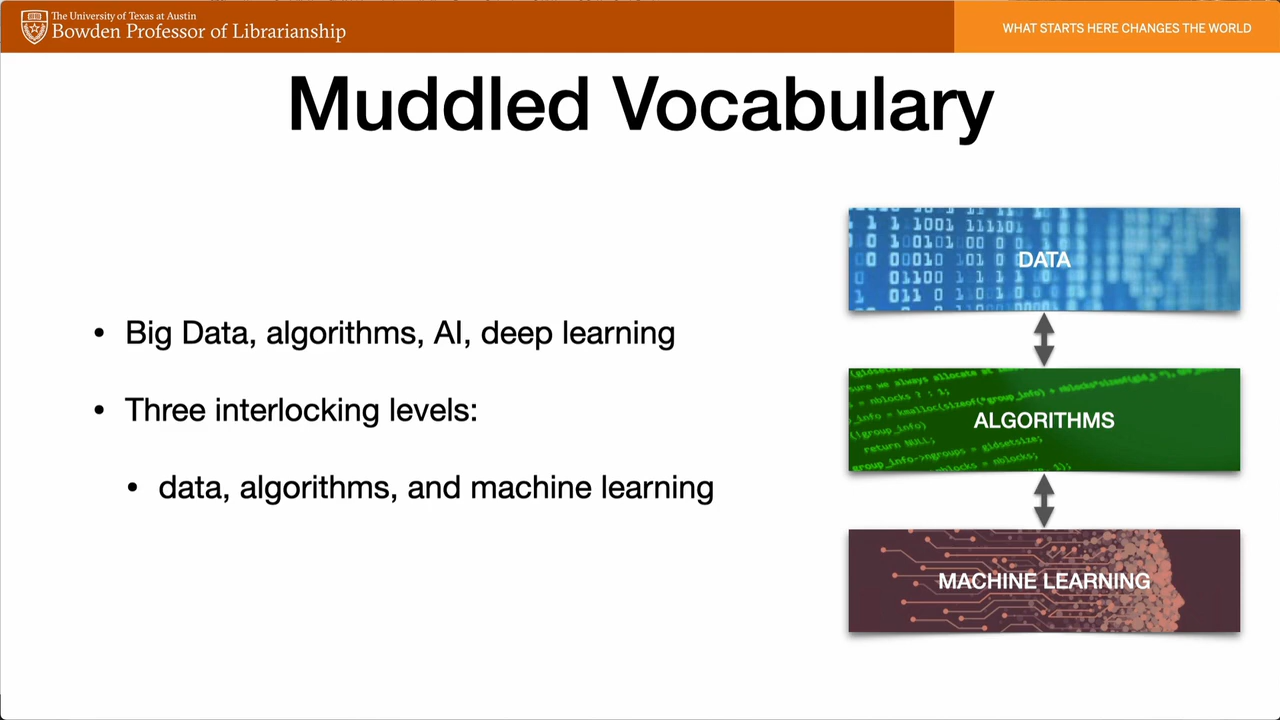 The University of Texas at Austin
Bowden Professor of Librarianship
WHAT STARTS HERE CHANGES THE WORLD
Muddled Vocabulary
• Big Data, algorithms, AI, deep learning
• Three interlocking levels:
• data, algorithms, and machine learning
DATA
ALGORITHMS
MACHINE LEARNING